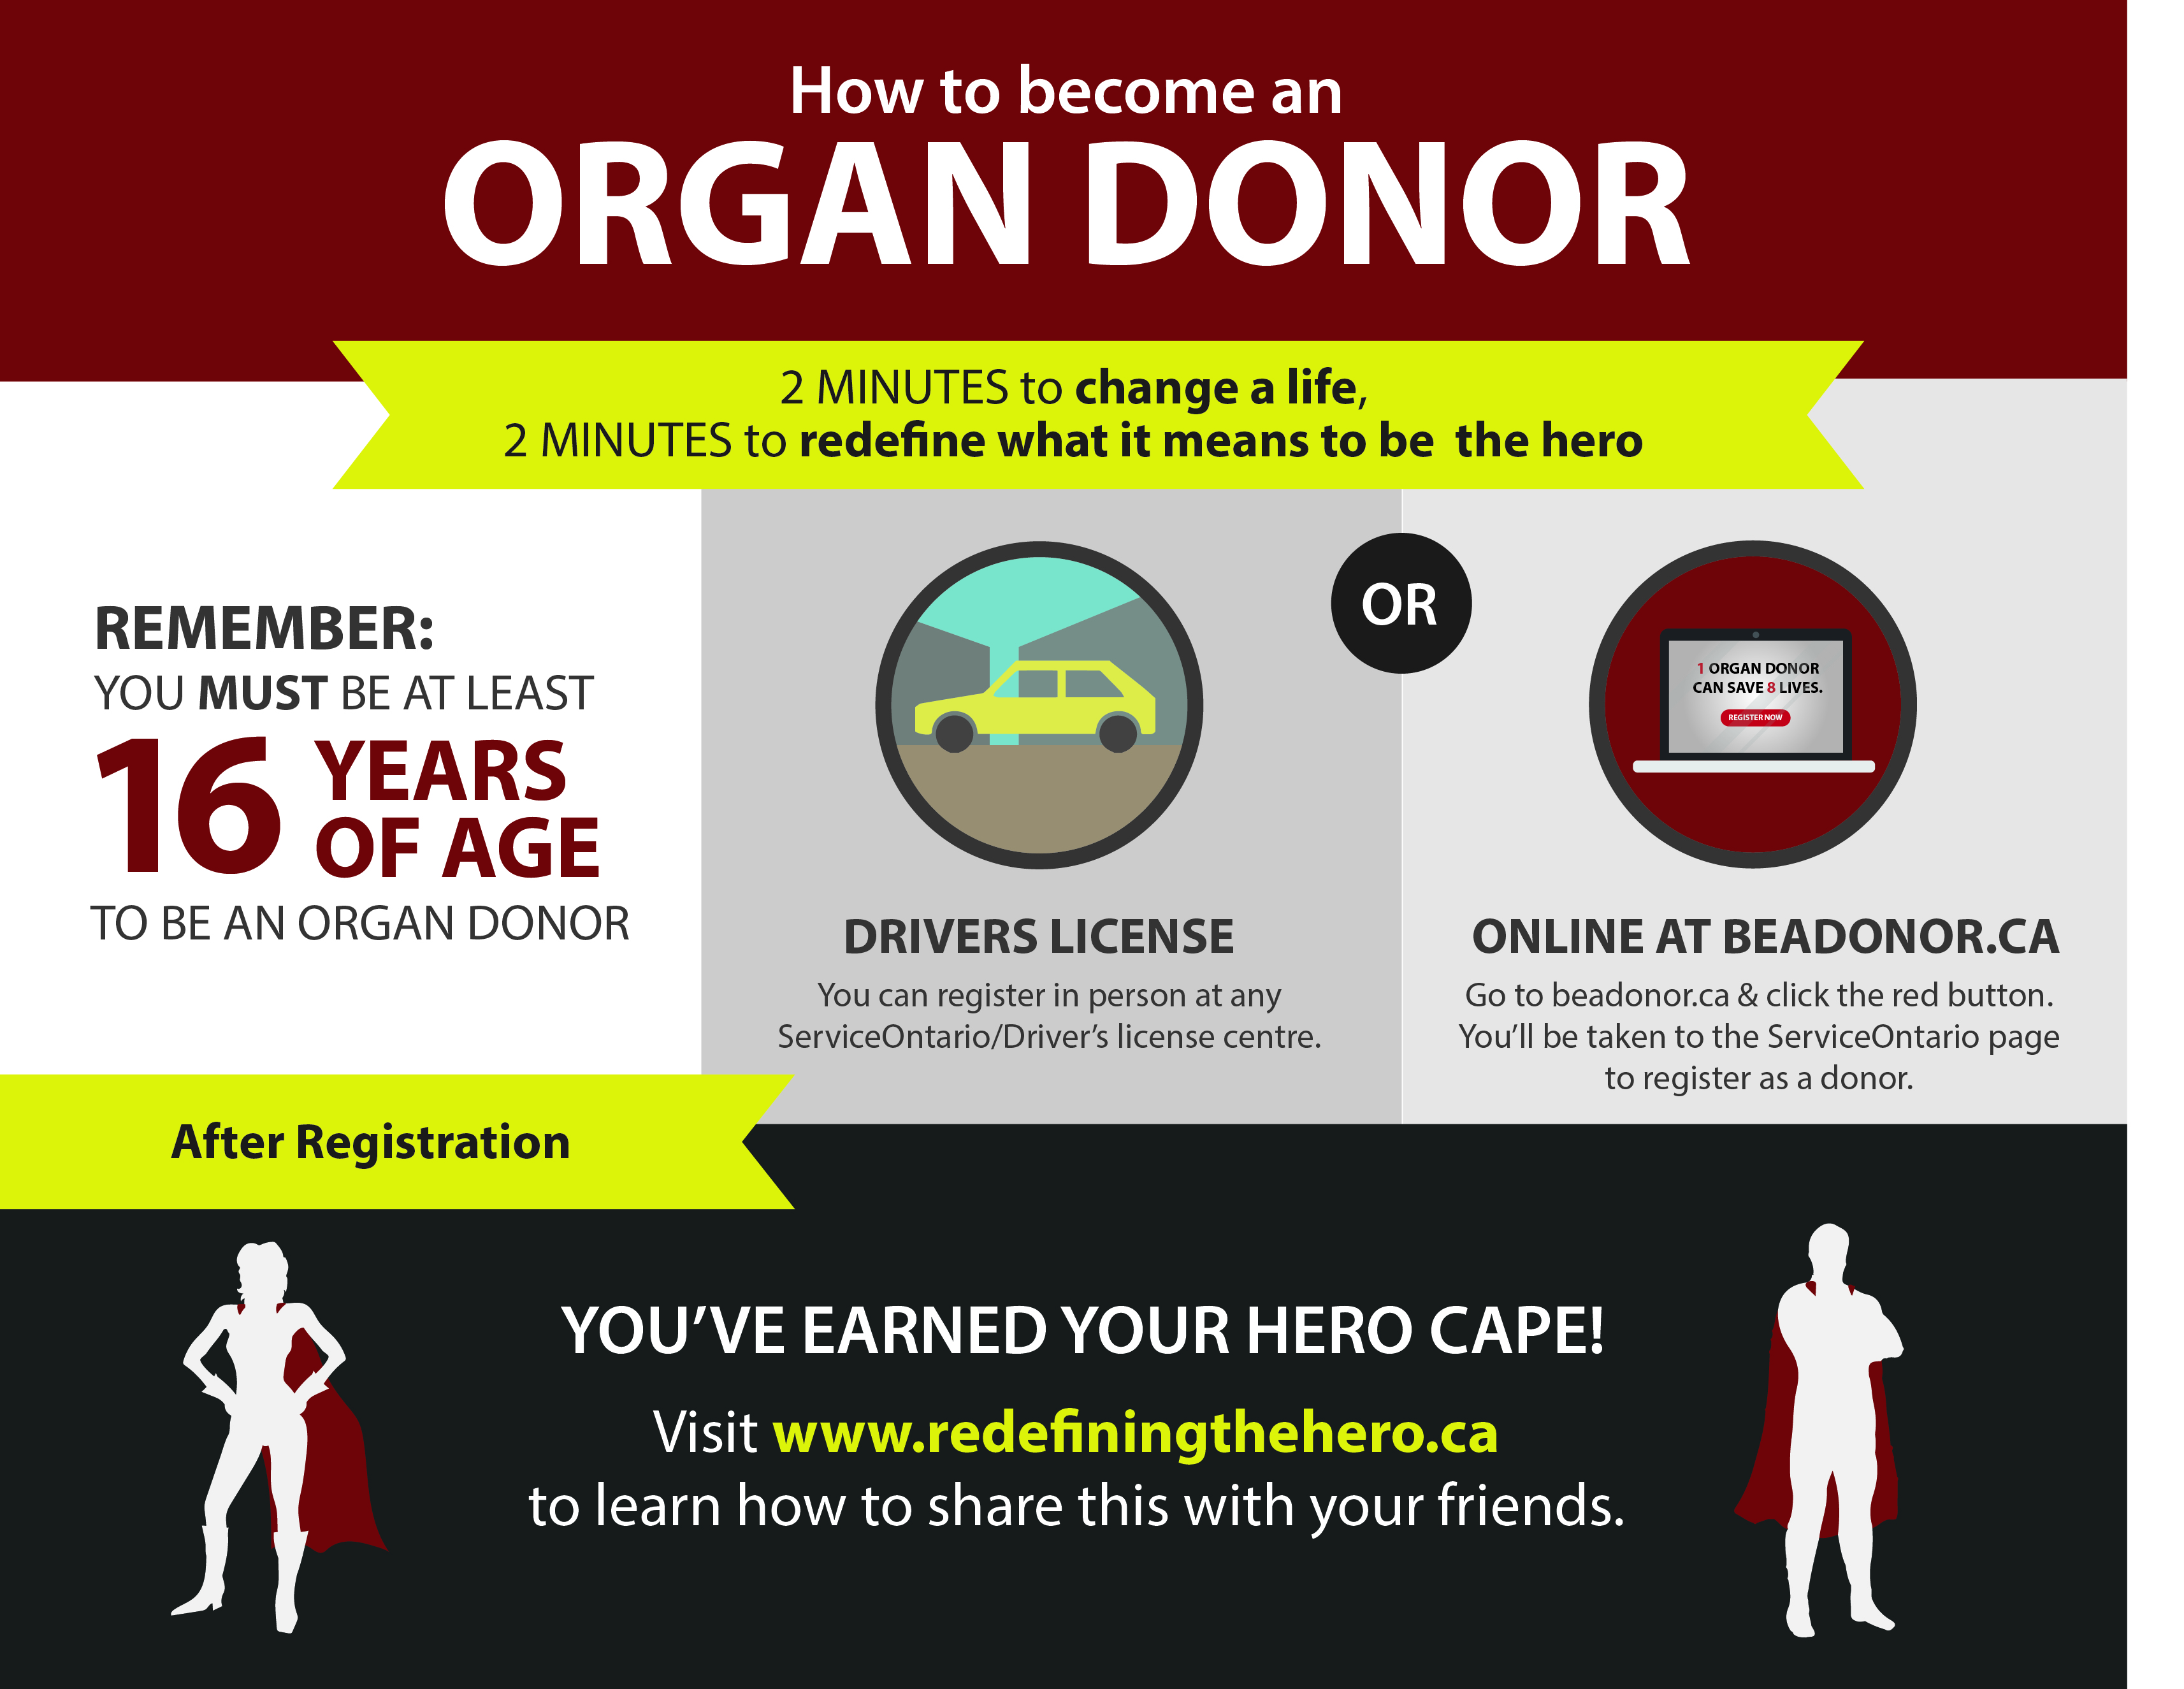 How to become an
ORGAN DONOR
2 MINUTES to change a life,
2 MINUTES to redefine what it means to be  the hero
REMEMBER:
YOU MUST BE AT LEAST
16 YEARS
OF AGE
TO BE AN ORGAN DONOR
DRIVERS LICENSE
You can register in person at any
ServiceOntario/Driver’s license centre.
OR
1 ORGAN DONOR
CAN SAVE 8 LIVES.
REGISTER NOW
ONLINE AT BEADONOR.CA
Go to beadonor.ca & click the red button.
You’ll be taken to the ServiceOntario page
to register as a donor.
After Registration
YOU’VE EARNED YOUR HERO CAPE!
Visit www.redefiningthehero.ca
to learn how to share this with your friends.